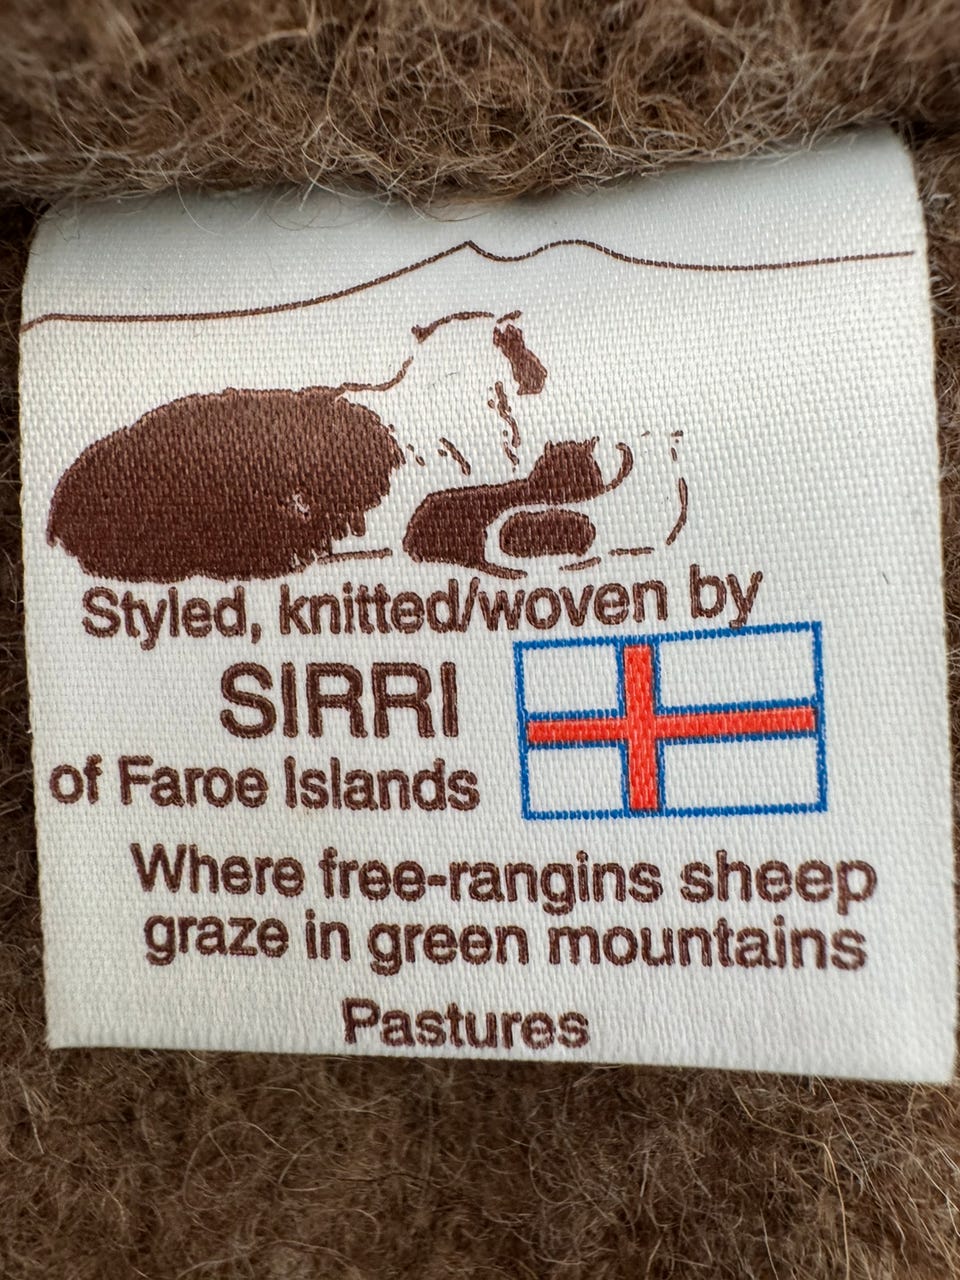 Styled, knitted/woven by
SIRRI
of Faroe Islands
Where free-rangins sheep
graze in green mountains
Pastures